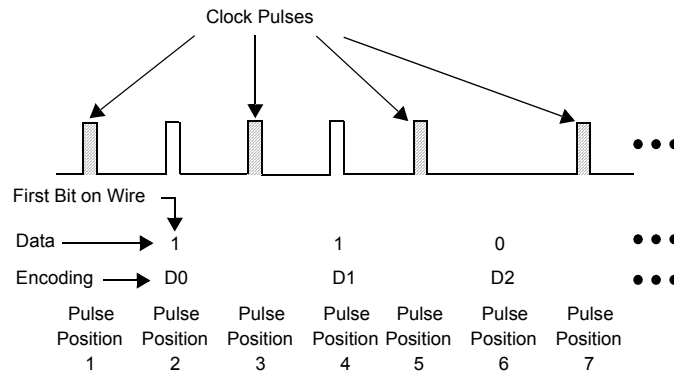 Clock Pulses
First Bit on Wire
Data 1 1 0
Encoding D0 D1 D2
Pulse Pulse Pulse Pulse Pulse Pulse Pulse
Position Position Position Position Position Position Position
1 2 3 4 5 6 7